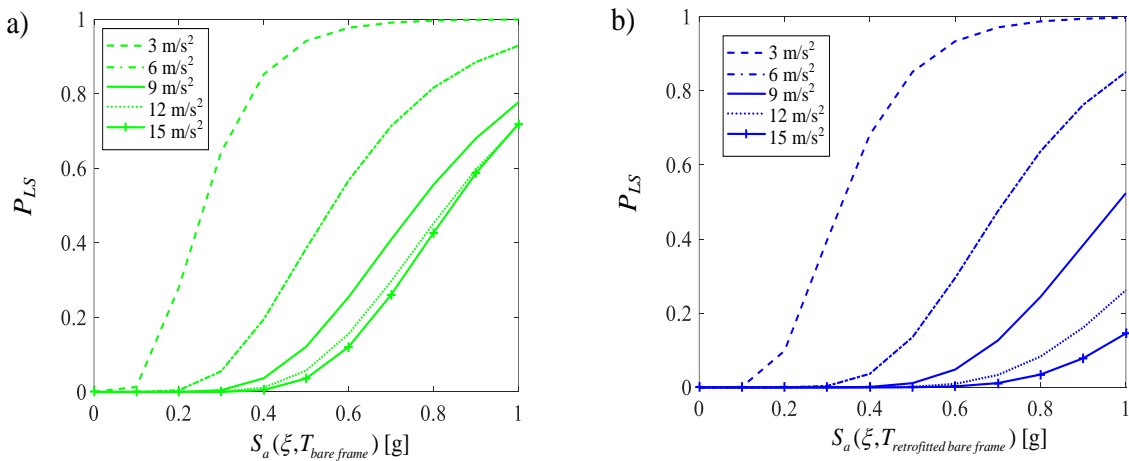 a)
1
0.8
0.6
0.4
0.2
0
P_LS
3 m/s²
6 m/s²
9 m/s²
12 m/s²
15 m/s²
0 0.2 0.4 0.6 0.8 1
S_a(ξ,T_bare frame) [g]
b)
1
0.8
0.6
0.4
0.2
0
P_LS
3 m/s²
6 m/s²
9 m/s²
12 m/s²
15 m/s²
0 0.2 0.4 0.6 0.8 1
S_a(ξ,T_retrofitted bare frame) [g]